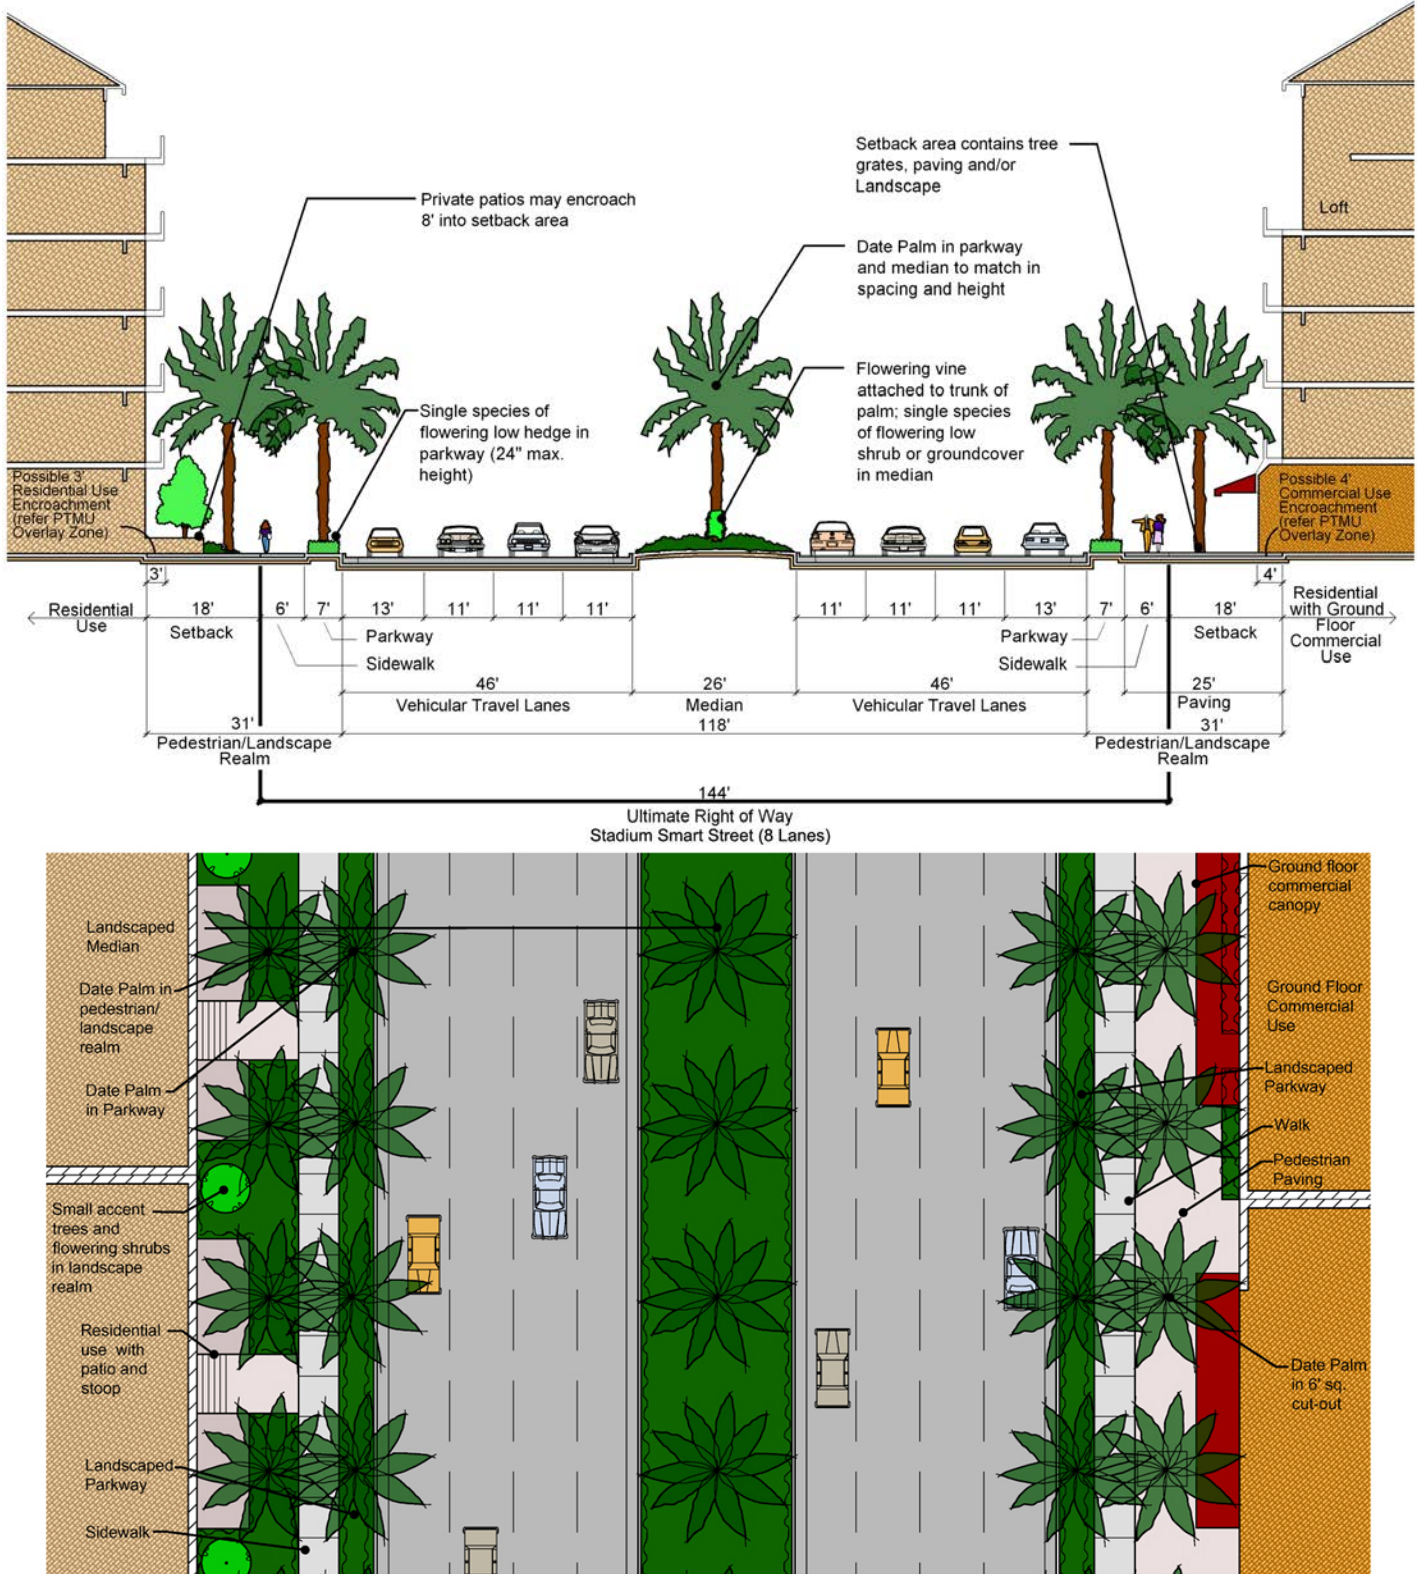 Setback area contains tree
grates, paving and/or
Landscape
Private patios may encroach
8' into setback area
Loft
Date Palm in parkway
and median to match in
spacing and height
Flowering vine
attached to trunk of
palm; single species
of flowering low
shrub or groundcover
in median
Single species of
flowering low hedge in
parkway (24" max.
height)
Possible 3'
Residential Use
Encroachment
(refer PTMU
Overlay Zone)
Possible 4'
Commercial Use
Encroachment
(refer PTMU
Overlay Zone)
3'
4'
Residential
Use
18'
6'
7'
13'
11'
11'
11'
11'
11'
11'
13'
7'
6'
18'
Residential
with Ground
Floor
Commercial
Use
Setback
Parkway
Sidewalk
Parkway
Sidewalk
Setback
46'
Vehicular Travel Lanes
26'
Median
46'
Vehicular Travel Lanes
25'
Paving
31'
Pedestrian/Landscape
Realm
118'
31'
Pedestrian/Landscape
Realm
144'
Ultimate Right of Way
Stadium Smart Street (8 Lanes)
Landscaped
Median
Date Palm in
pedestrian/
landscape
realm
Date Palm
in Parkway
Small accent
trees and
flowering shrubs
in landscape
realm
Residential
use with
patio and
stoop
Landscaped
Parkway
Sidewalk
Ground floor
commercial
canopy
Ground Floor
Commercial
Use
Landscaped
Parkway
Walk
Pedestrian
Paving
Date Palm
in 6' sq.
cut-out